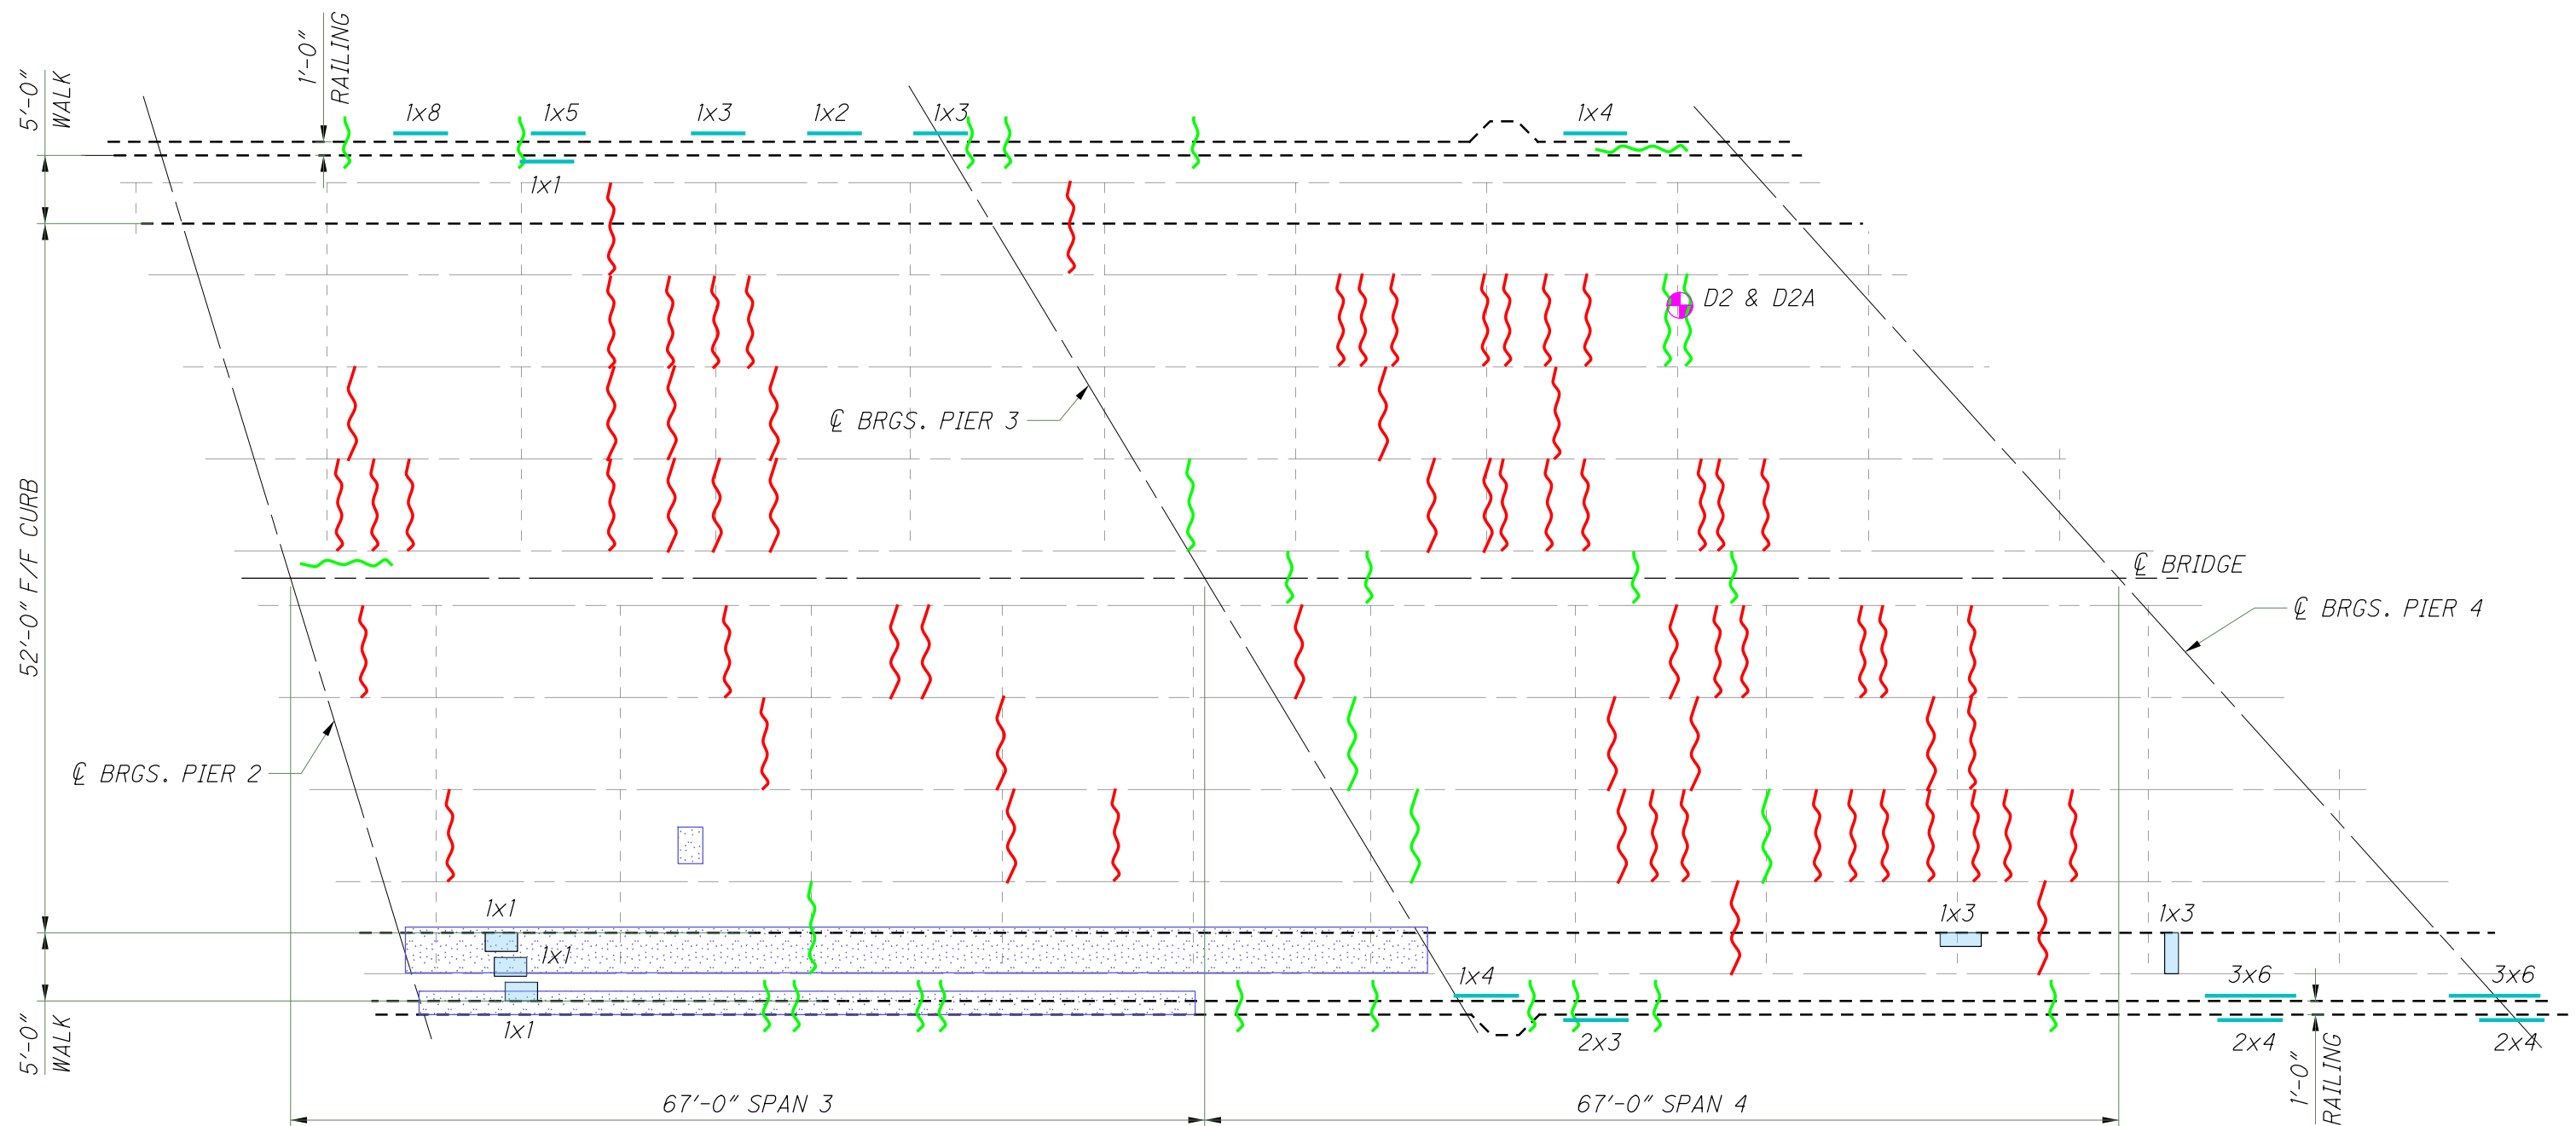 1'-0"
RAILING
5'-0"
WALK
1x8
1x5
1x3
1x2
1x3
1x4
1x1
D2 & D2A
℄ BRGS. PIER 3
52'-0" F/F CURB
℄ BRIDGE
℄ BRGS. PIER 4
℄ BRGS. PIER 2
1x1
1x1
1x3
1x3
1x4
3x6
3x6
1x1
2x3
2x4
2x4
5'-0"
WALK
1'-0"
RAILING
67'-0" SPAN 3
67'-0" SPAN 4